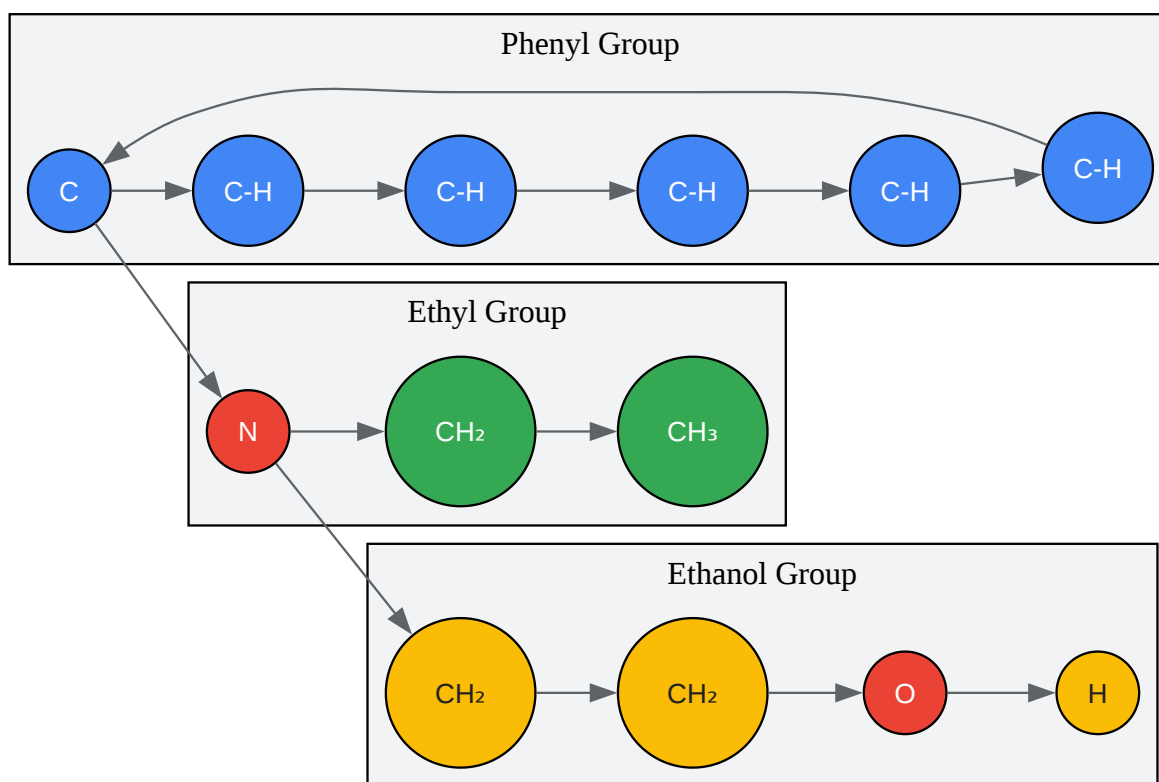 Phenyl Group
C
C-H
C-H
C-H
C-H
C-H
Ethyl Group
N
CH₂
CH₃
Ethanol Group
CH₂
CH₂
O
H